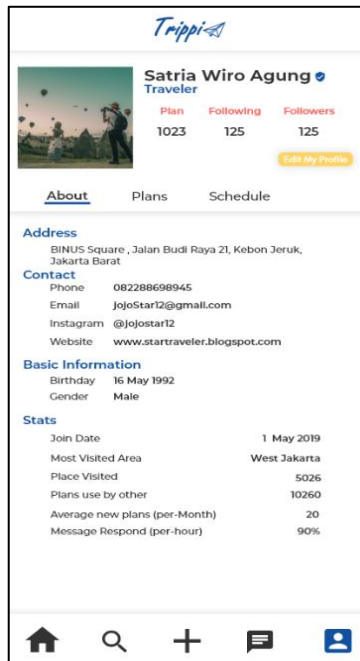 Trippi
Satria Wiro Agung
Traveler
Plan Following Followers
1023 125 125
Edit My Profile
About Plans Schedule
Address
BINUS Square , Jalan Budi Raya 21, Kebon Jeruk,
Jakarta Barat
Contact
Phone 082288698945
Email jojoStar12@gmail.com
Instagram @jojostar12
Website www.startraveler.blogspot.com
Basic Information
Birthday 16 May 1992
Gender Male
Stats
Join Date 1 May 2019
Most Visited Area West Jakarta
Place Visited 5026
Plans use by other 10260
Average new plans (per-Month) 20
Message Respond (per-hour) 90%